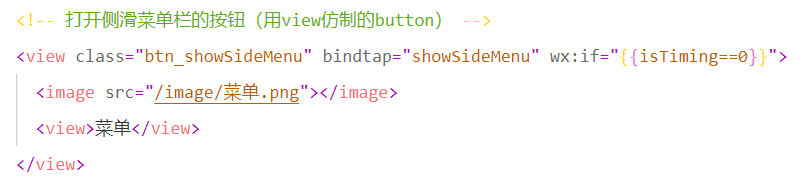 <!-- 打开侧滑菜单栏的按钮（用view仿制的button） -->
<view class="btn_showSideMenu" bindtap="showSideMenu" wx:if="{{isTiming==0}}">
<image src="/image/菜单.png"></image>
<view>菜单</view>
</view>